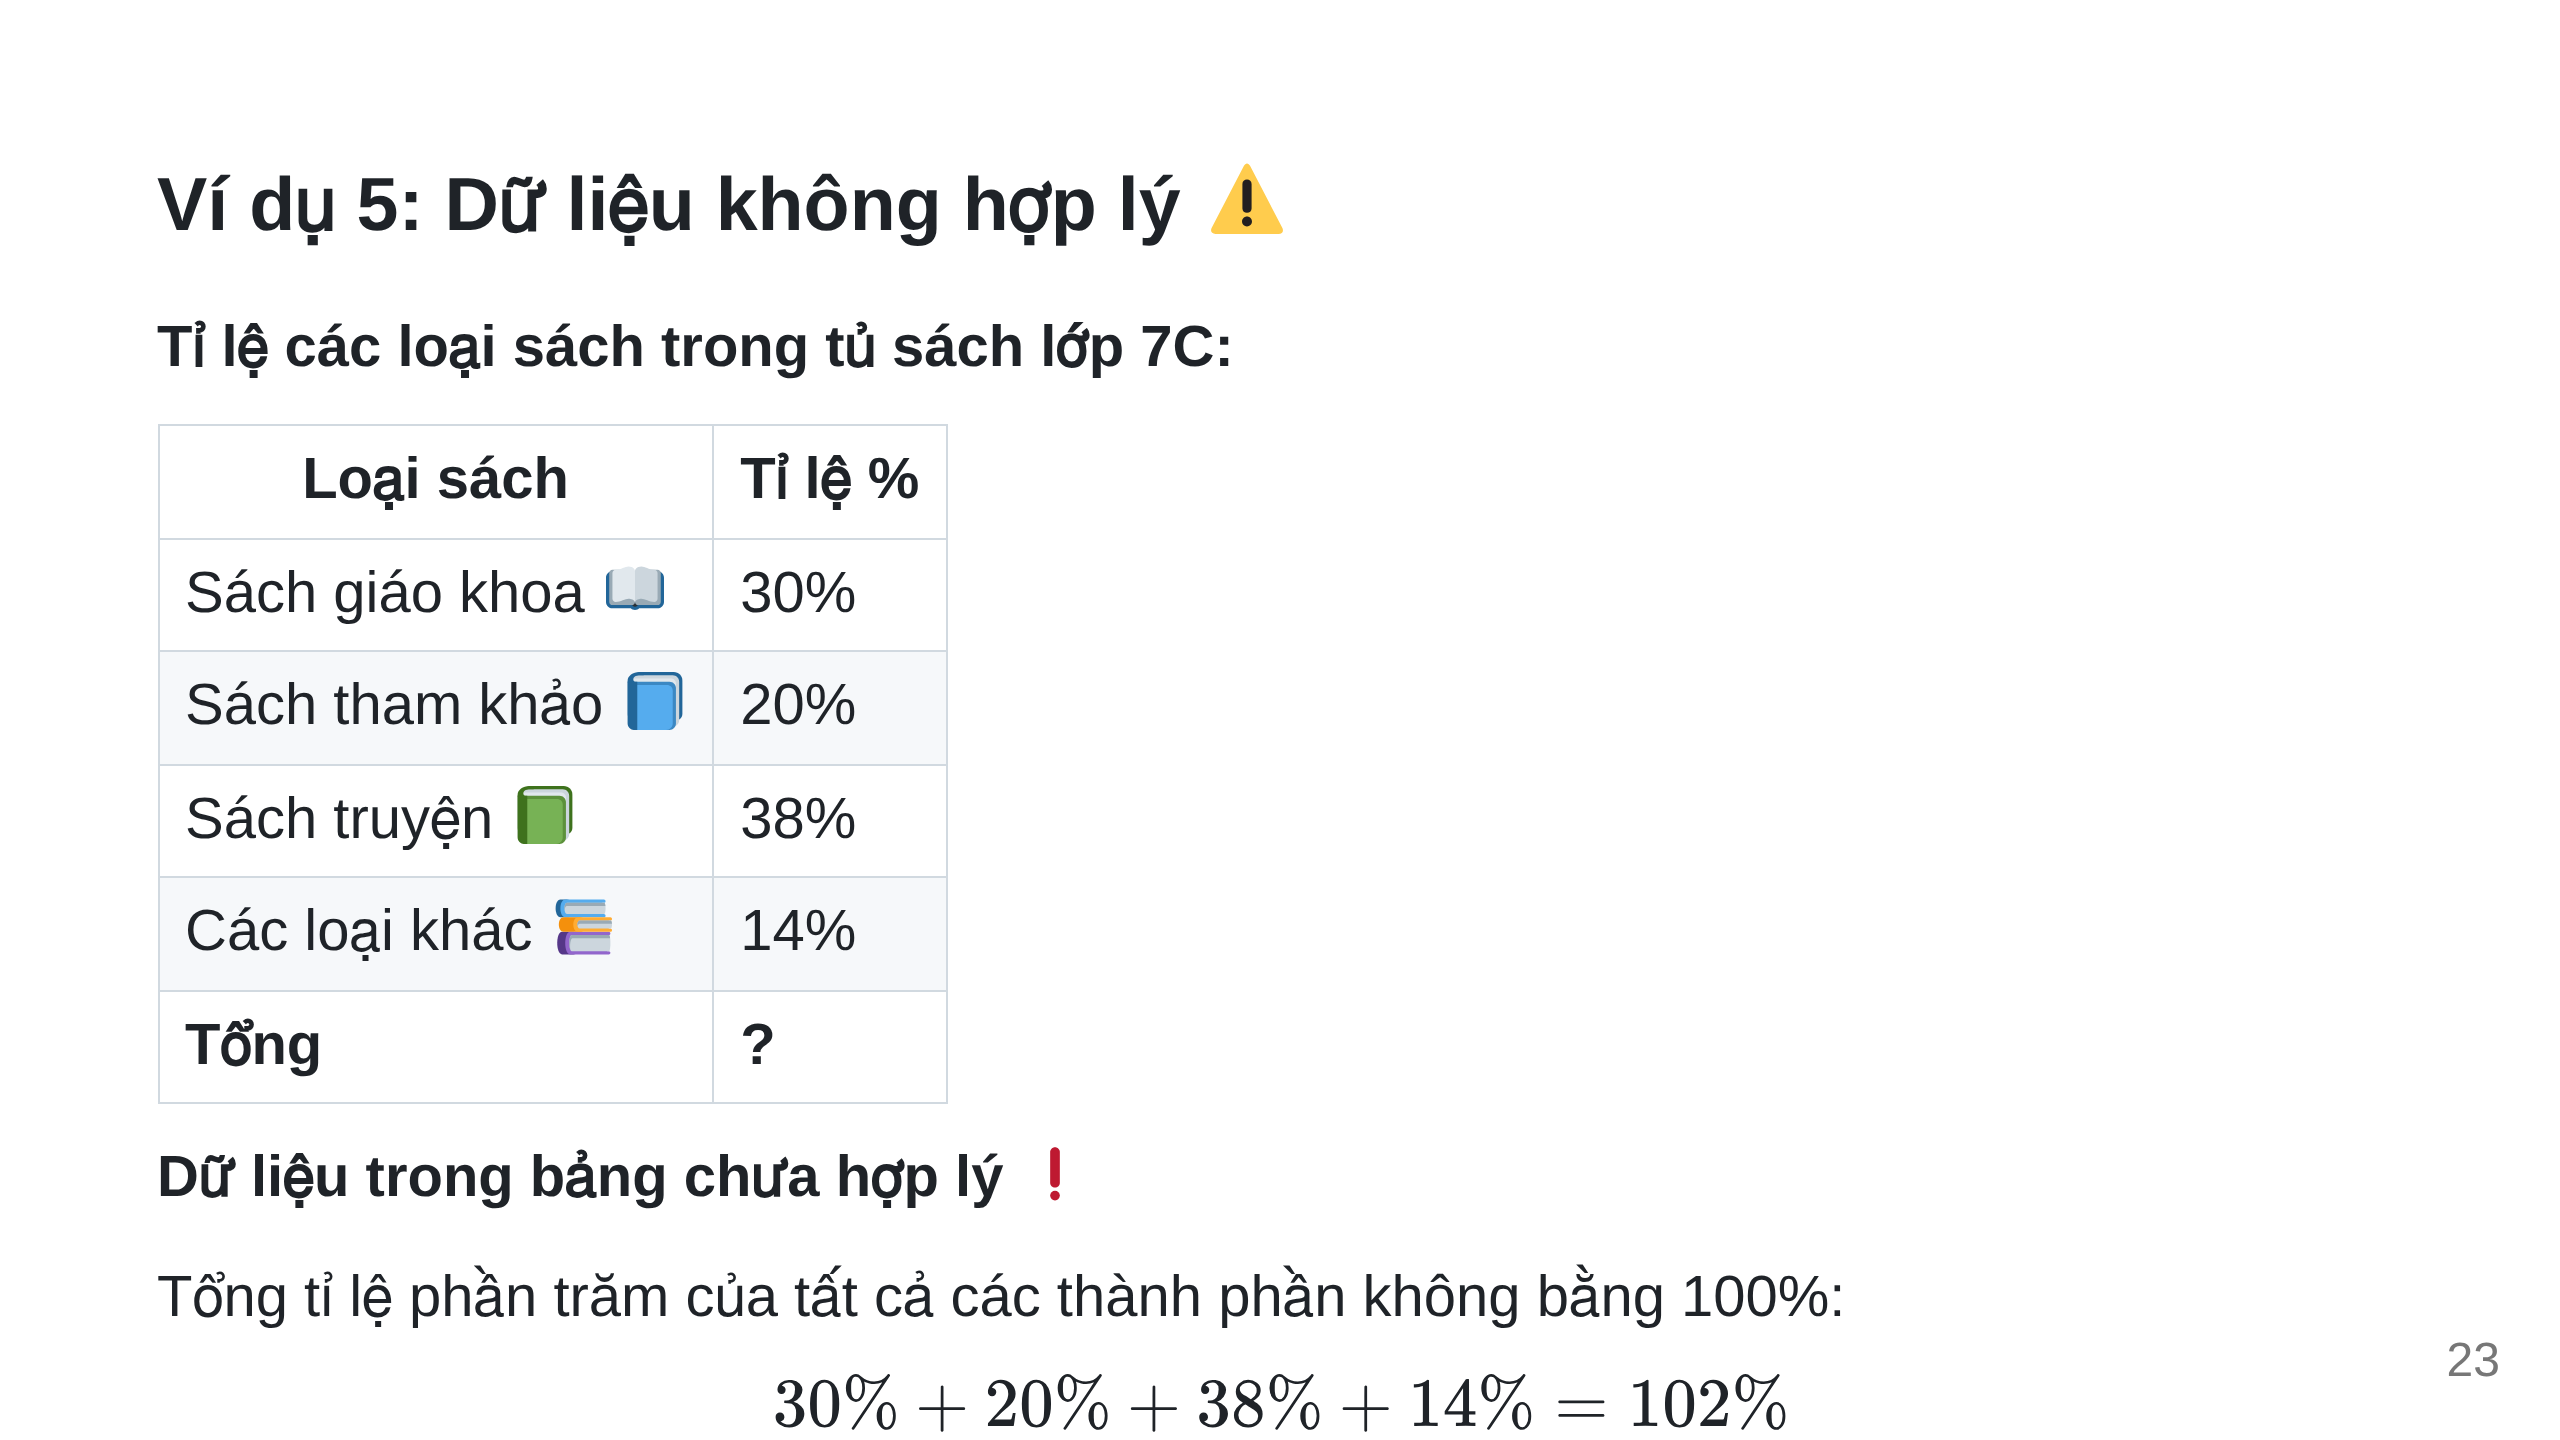 Ví dụ 5: Dữ liệu không hợp lý ⚠️
Tỉ lệ các loại sách trong tủ sách lớp 7C:
Loại sách Tỉ lệ %
Sách giáo khoa 📖 30%
Sách tham khảo 📘 20%
Sách truyện 📗 38%
Các loại khác 📚 14%
Tổng ?
Dữ liệu trong bảng chưa hợp lý ❗
Tổng tỉ lệ phần trăm của tất cả các thành phần không bằng 100%:
23
30% + 20% + 38% + 14% = 102%